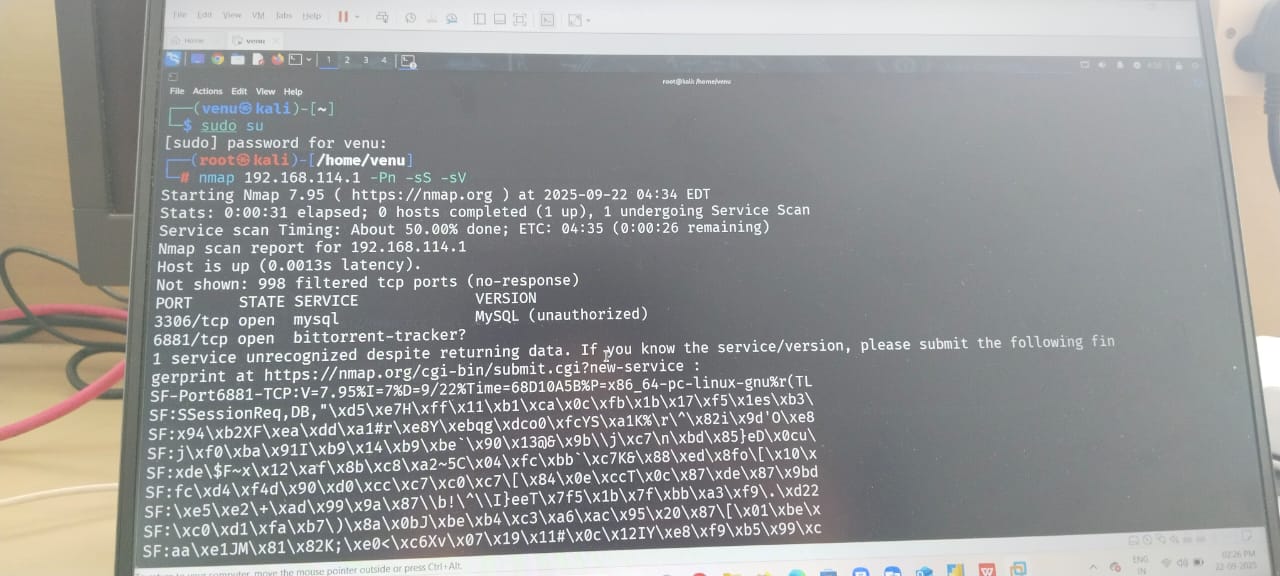 File Edit View VM Tabs Help
Home venu
1 2 3 4
root@kali: /home/venu
File Actions Edit View Help
(venu㉿kali)-[~]
$ sudo su
[sudo] password for venu:
(root㉿kali)-[/home/venu]
# nmap 192.168.114.1 -Pn -sS -sV
Starting Nmap 7.95 ( https://nmap.org ) at 2025-09-22 04:34 EDT
Stats: 0:00:31 elapsed; 0 hosts completed (1 up), 1 undergoing Service Scan
Service scan Timing: About 50.00% done; ETC: 04:35 (0:00:26 remaining)
Nmap scan report for 192.168.114.1
Host is up (0.0013s latency).
Not shown: 998 filtered tcp ports (no-response)
PORT STATE SERVICE VERSION
3306/tcp open mysql MySQL (unauthorized)
6881/tcp open bittorrent-tracker?
1 service unrecognized despite returning data. If you know the service/version, please submit the following fin
gerprint at https://nmap.org/cgi-bin/submit.cgi?new-service :
SF-Port6881-TCP:V=7.95%I=7%D=9/22%Time=68D10A5B%P=x86_64-pc-linux-gnu%r(TL
SF:SSessionReq,DB,"\xd5\xe7H\xff\x11\xb1\xca\x0c\xfb\x1b\x17\xf5\x1es\xb3\
SF:x94\xb2XF\xea\xdd\xa1#r\xe8Y\xebqg\xdco0\xfcYS\xa1K%\r\^\x82i\x9d'O\xe8
SF:j\xf0\xba\x91I\xb9\x14\xb9\xbe`\x90\x13@&\x9b\\j\xc7\n\xbd\x85}eD\x0cu\
SF:xde\$F~x\x12\xaf\x8b\xc8\xa2~5C\x04\xfc\xbb`\xc7K&\x88\xed\x8fo\[\x10\x
SF:fc\xd4\xf4d\x90\xd0\xcc\xc7\xc0\xc7\[\x84\x0e\xccT\x0c\x87\xde\x87\x9bd
SF:\xe5\xe2\+\xad\x99\x9a\x87\\b!\^\\I}eeT\x7f5\x1b\x7f\xbb\xa3\xf9\.\xd22
SF:\xc0\xd1\xfa\xb7\)\x8a\x0bJ\xbe\xb4\xc3\xa6\xac\x95\x20\x87\[\x01\xbe\x
SF:aa\xe1JM\x81\x82K;\xe0<\xc6Xv\x07\x19\x11#\x0c\x12IY\xe8\xf9\xb5\x99\xc
to your computer, move the mouse pointer outside or press Ctrl+Alt.
ENG
IN
02:26 PM
22-09-2025